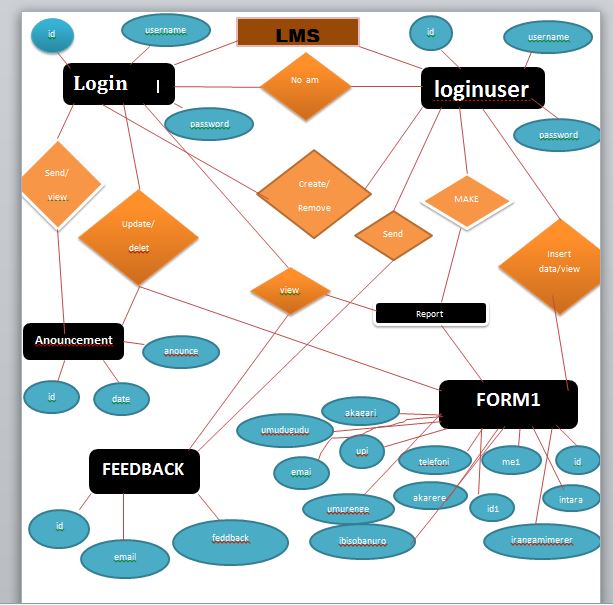 id
username
LMS
id
username
Login
No am
loginuser
password
password
Send/
view
Create/
Remove
MAKE
Update/
delet
Send
Insert
data/view
view
Report
Anouncement
anounce
id
date
FORM1
akagari
umudugudu
upi
emai
telefoni
me1
id
FEEDBACK
akarere
id1
intara
umurenge
id
email
feddback
ibisobanuro
irangamimerer